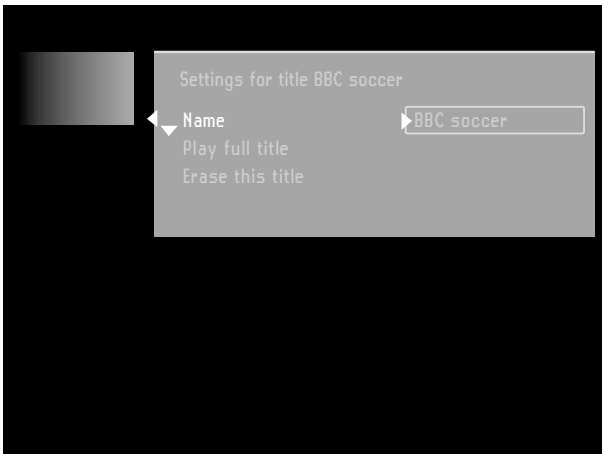 Settings for title BBC soccer
Name BBC soccer
Play full title
Erase this title